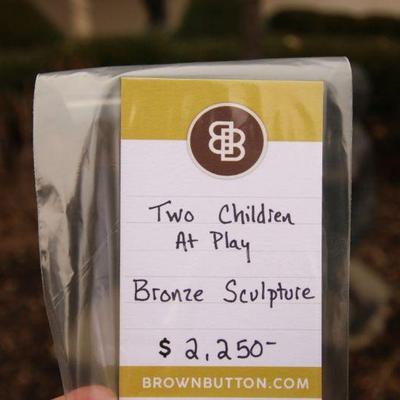 BB
Two Children
At Play
Bronze Sculpture
$ 2,250-
BROWNBUTTON.COM